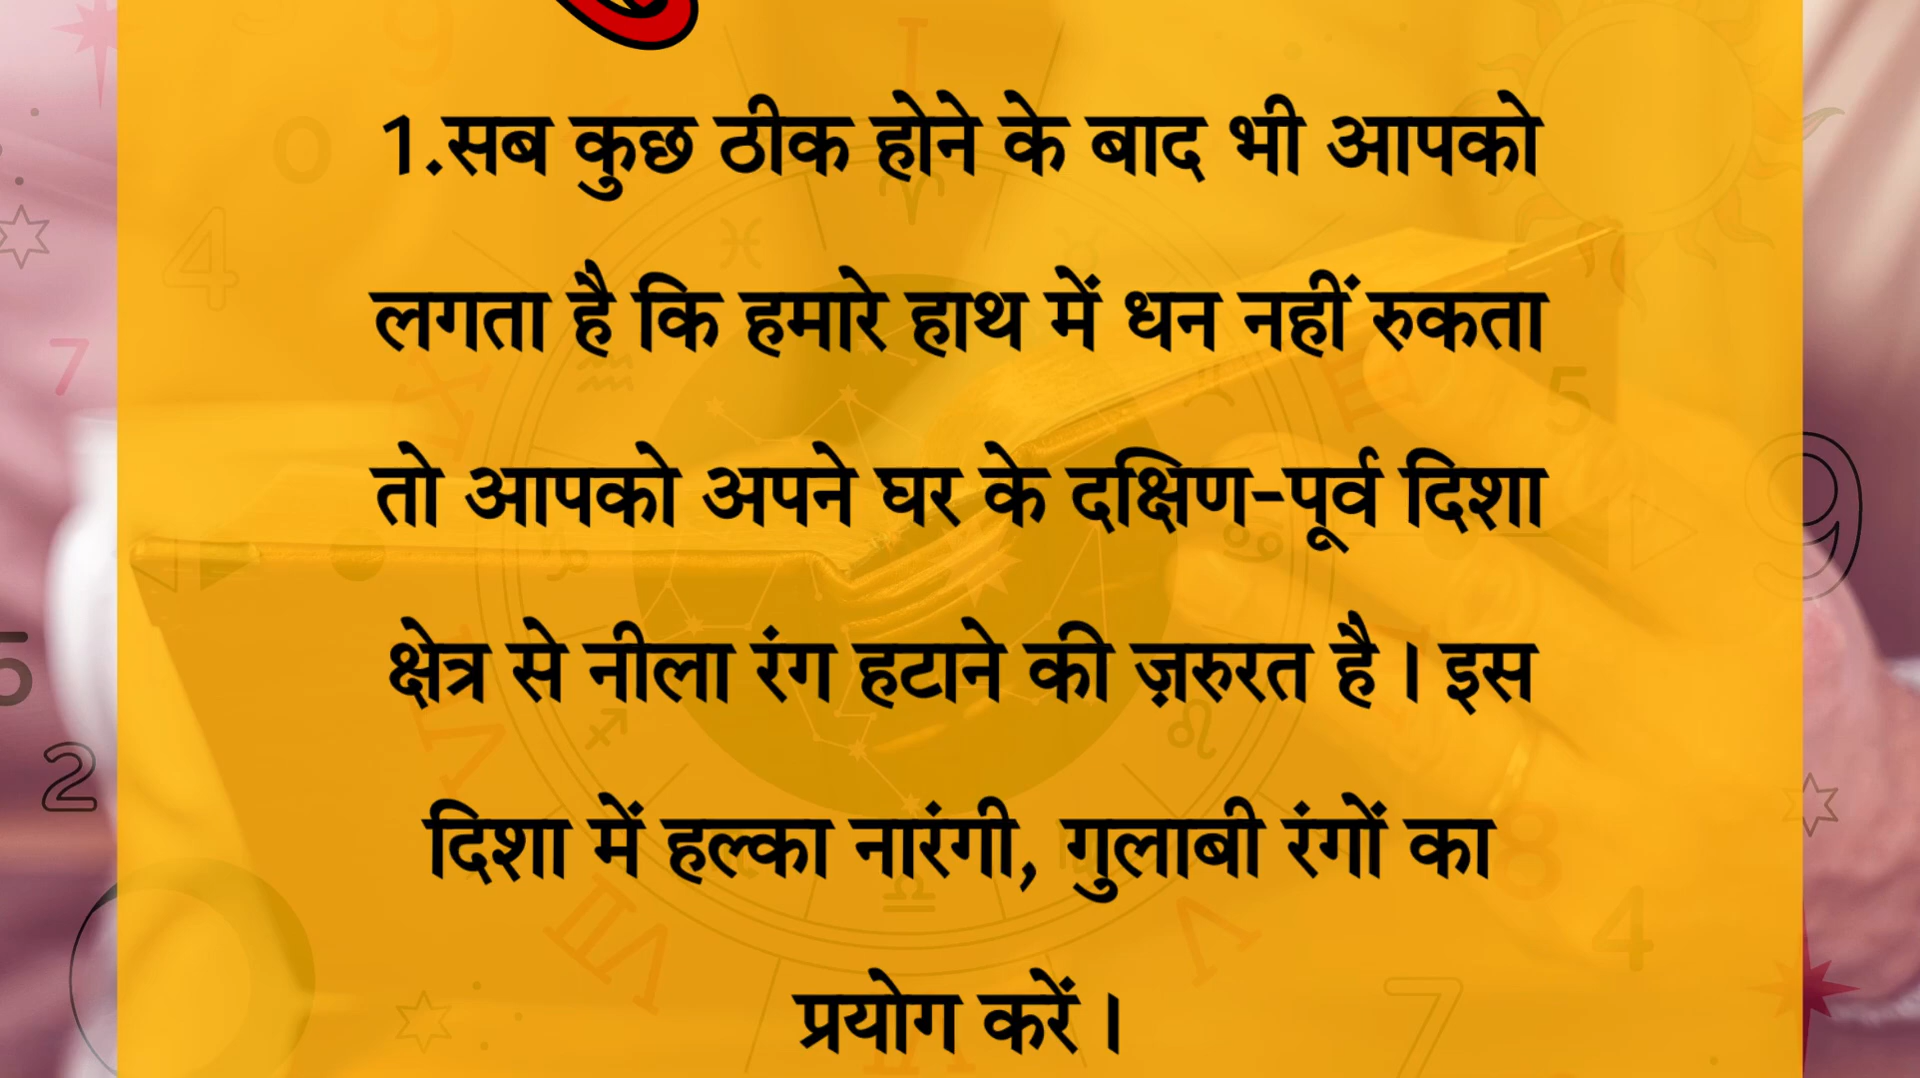 1.सब कुछ ठीक होने के बाद भी आपको
लगता है कि हमारे हाथ में धन नहीं रुकता
तो आपको अपने घर के दक्षिण-पूर्व दिशा
क्षेत्र से नीला रंग हटाने की ज़रुरत है । इस
दिशा में हल्का नारंगी, गुलाबी रंगों का
प्रयोग करें ।